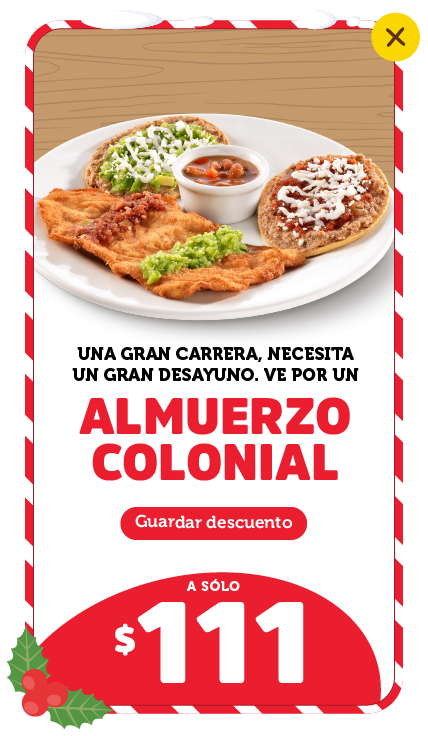 UNA GRAN CARRERA, NECESITA
UN GRAN DESAYUNO. VE POR UN
ALMUERZO
COLONIAL
Guardar descuento
A SÓLO
$111